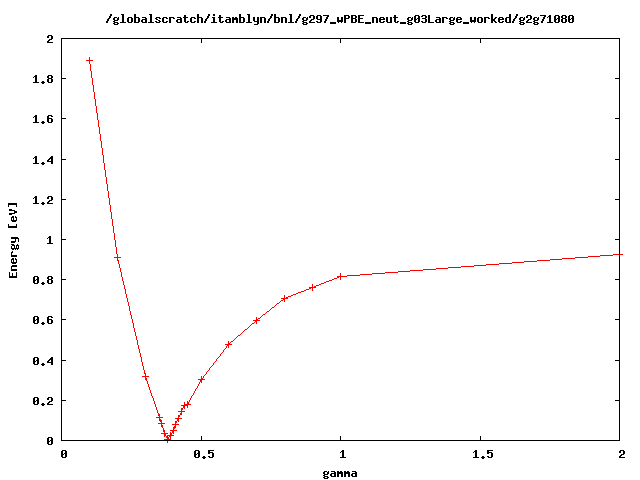 /globalscratch/itamblyn/bnl/g297_wPBE_neut_g03Large_worked/g2g71080
2
1.8
1.6
1.4
1.2
1
0.8
0.6
0.4
0.2
0
Energy [eV]
0 0.5 1 1.5 2
gamma